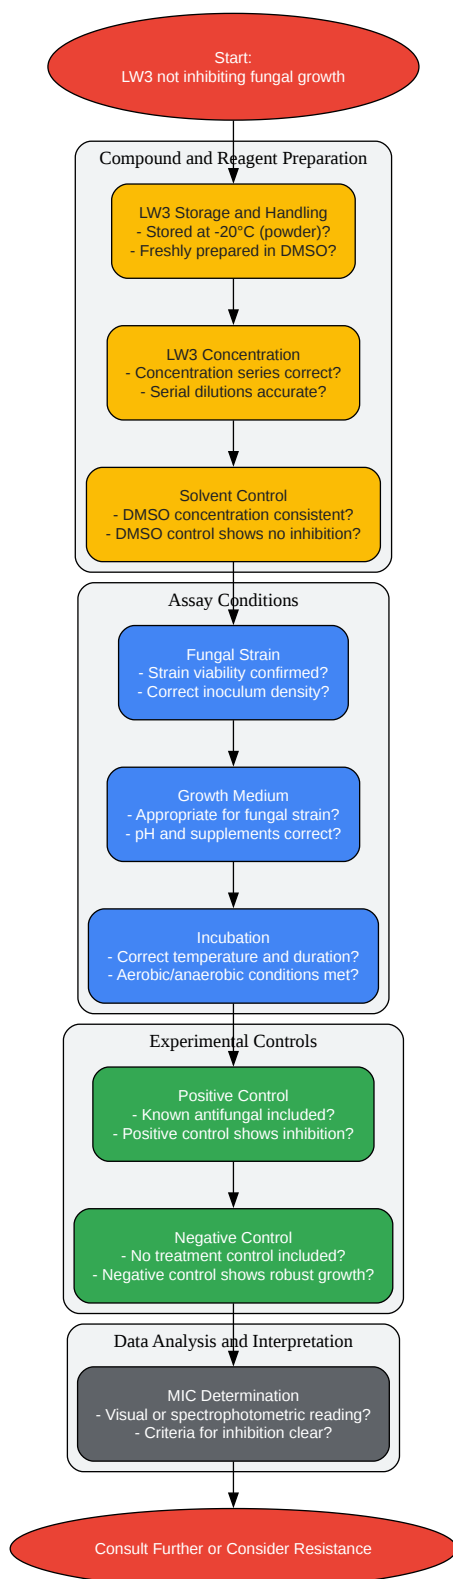 Start:
LW3 not inhibiting fungal growth
Compound and Reagent Preparation
LW3 Storage and Handling
- Stored at -20°C (powder)?
- Freshly prepared in DMSO?
LW3 Concentration
- Concentration series correct?
- Serial dilutions accurate?
Solvent Control
- DMSO concentration consistent?
- DMSO control shows no inhibition?
Assay Conditions
Fungal Strain
- Strain viability confirmed?
- Correct inoculum density?
Growth Medium
- Appropriate for fungal strain?
- pH and supplements correct?
Incubation
- Correct temperature and duration?
- Aerobic/anaerobic conditions met?
Experimental Controls
Positive Control
- Known antifungal included?
- Positive control shows inhibition?
Negative Control
- No treatment control included?
- Negative control shows robust growth?
Data Analysis and Interpretation
MIC Determination
- Visual or spectrophotometric reading?
- Criteria for inhibition clear?
Consult Further or Consider Resistance